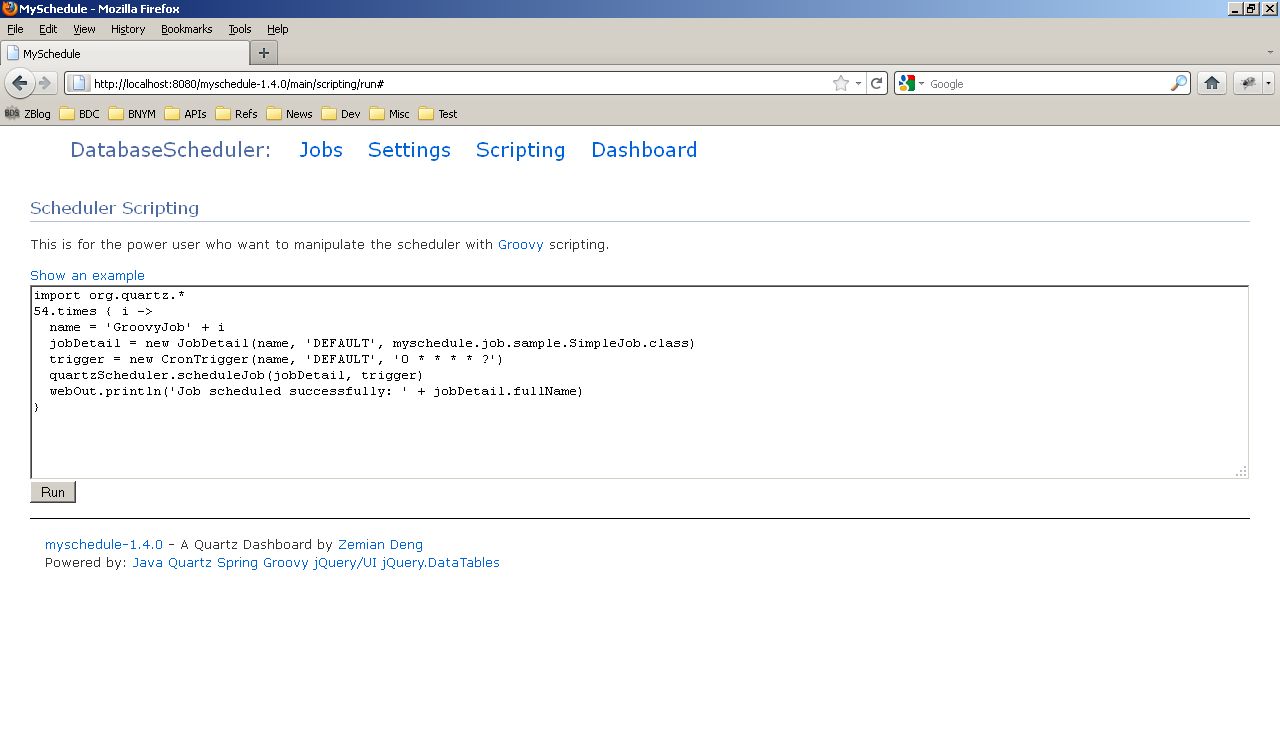 MySchedule - Mozilla Firefox
File Edit View History Bookmarks Tools Help
MySchedule
http://localhost:8080/myschedule-1.4.0/main/scripting/run# Google
BDS ZBlog BDC BNYM APIs Refs News Dev Misc Test
DatabaseScheduler: Jobs Settings Scripting Dashboard
Scheduler Scripting
This is for the power user who want to manipulate the scheduler with Groovy scripting.
Show an example
import org.quartz.*
54.times { i ->
  name = 'GroovyJob' + i
  jobDetail = new JobDetail(name, 'DEFAULT', myschedule.job.sample.SimpleJob.class)
  trigger = new CronTrigger(name, 'DEFAULT', '0 * * * * ?')
  quartzScheduler.scheduleJob(jobDetail, trigger)
  webOut.println('Job scheduled successfully: ' + jobDetail.fullName)
}
Run
myschedule-1.4.0 - A Quartz Dashboard by Zemian Deng
Powered by: Java Quartz Spring Groovy jQuery/UI jQuery.DataTables